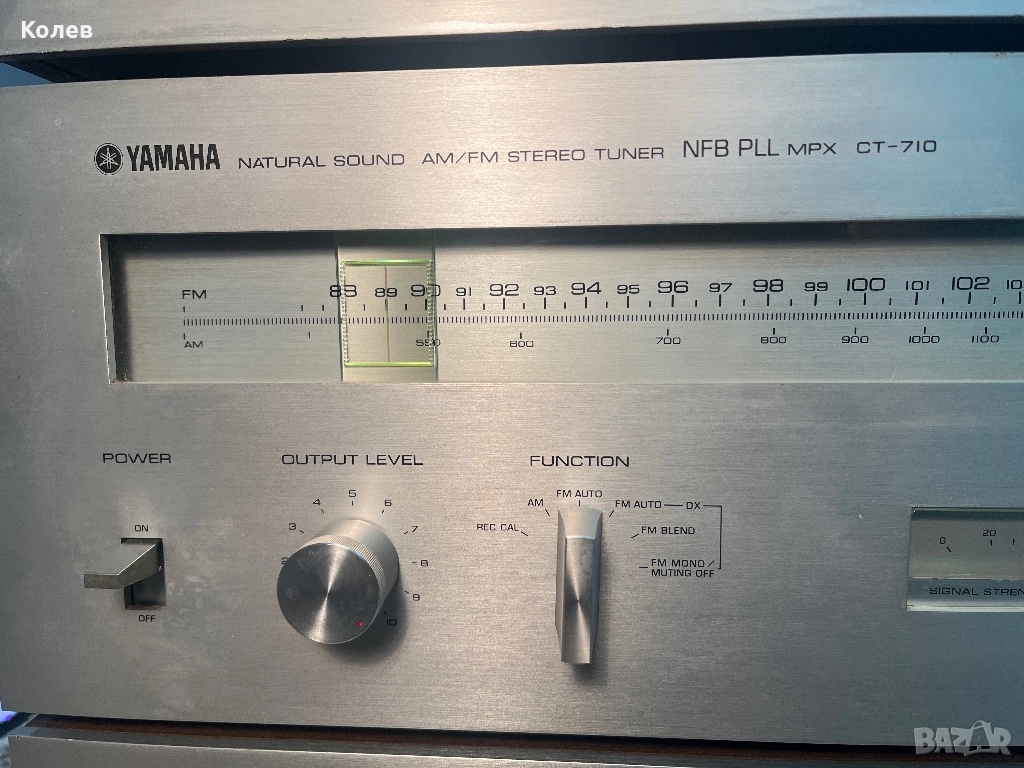 Колев
YAMAHA NATURAL SOUND AM/FM STEREO TUNER NFB PLL MPX CT-710
FM 88 89 90 91 92 93 94 95 96 97 98 99 100 101 102
AM 550 600 700 800 900 1000 1100
POWER OUTPUT LEVEL FUNCTION
ON
OFF
2 3 4 5 6 7 8 9 10
REC CAL AM FM AUTO FM AUTO DX
FM BLEND
FM MONO/
MUTING OFF
0 20
SIGNAL
BAZAR